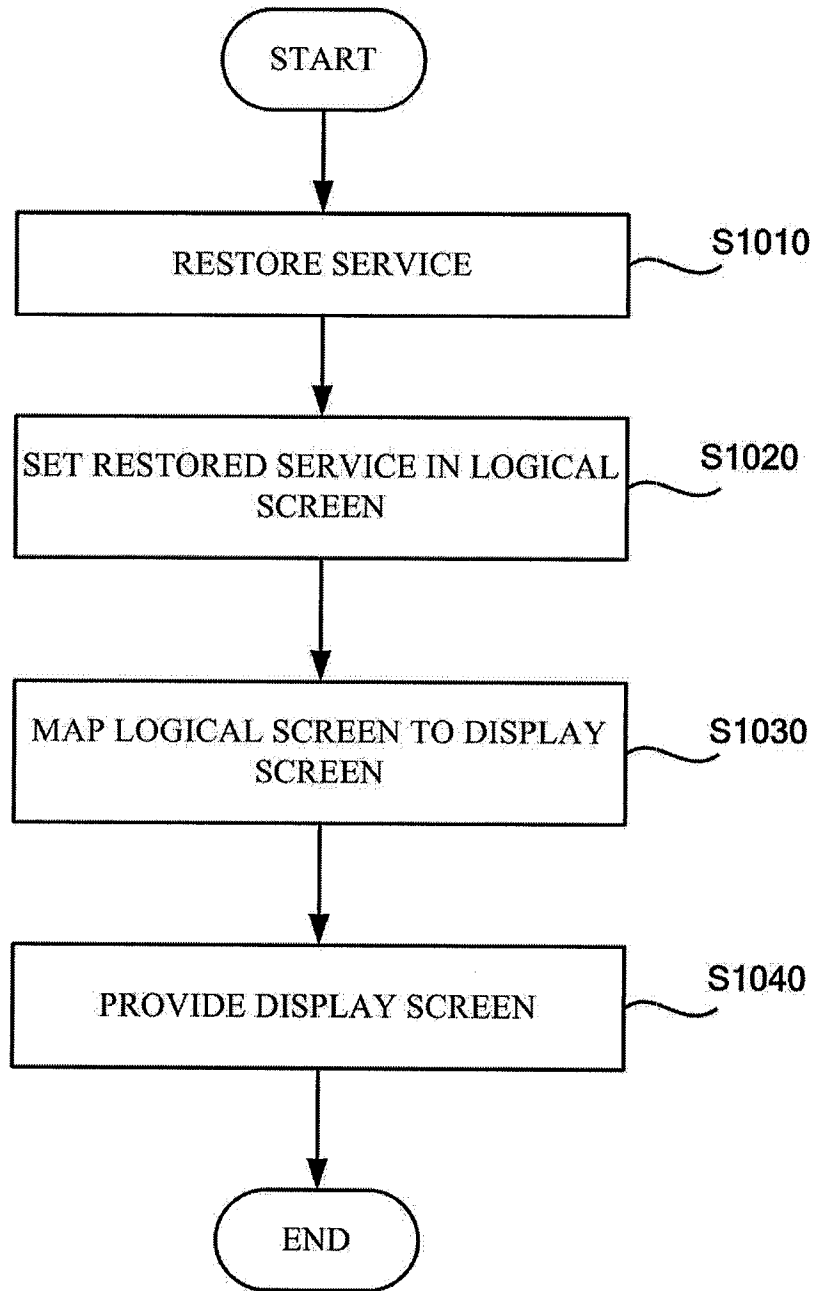 START
RESTORE SERVICE
S1010
SET RESTORED SERVICE IN LOGICAL
SCREEN
S1020
MAP LOGICAL SCREEN TO DISPLAY
SCREEN
S1030
PROVIDE DISPLAY SCREEN
S1040
END